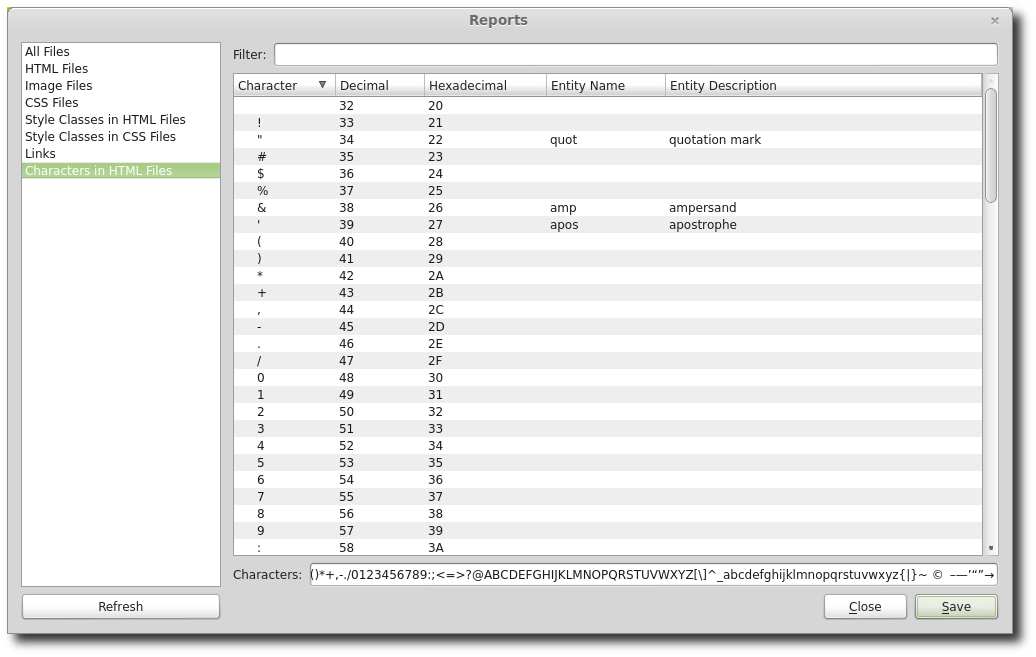 Reports
All Files
HTML Files
Image Files
CSS Files
Style Classes in HTML Files
Style Classes in CSS Files
Links
Characters in HTML Files
Refresh
Filter:
Character Decimal Hexadecimal Entity Name Entity Description
32 20
! 33 21
" 34 22 quot quotation mark
# 35 23
$ 36 24
% 37 25
& 38 26 amp ampersand
' 39 27 apos apostrophe
( 40 28
) 41 29
* 42 2A
+ 43 2B
, 44 2C
- 45 2D
. 46 2E
/ 47 2F
0 48 30
1 49 31
2 50 32
3 51 33
4 52 34
5 53 35
6 54 36
7 55 37
8 56 38
9 57 39
: 58 3A
Characters: ()*+,-./0123456789:;<=>?@ABCDEFGHIJKLMNOPQRSTUVWXYZ[\]^_abcdefghijklmnopqrstuvwxyz{|}~ © –—’“”→
Close Save